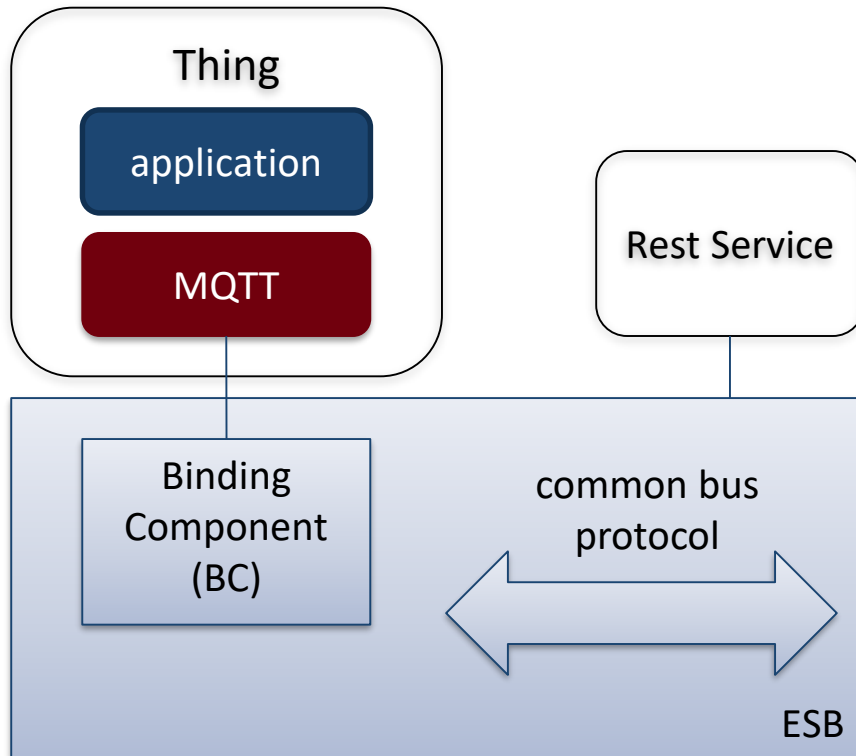 Thing
application
MQTT
Rest Service
Binding
Component
(BC)
common bus
protocol
ESB